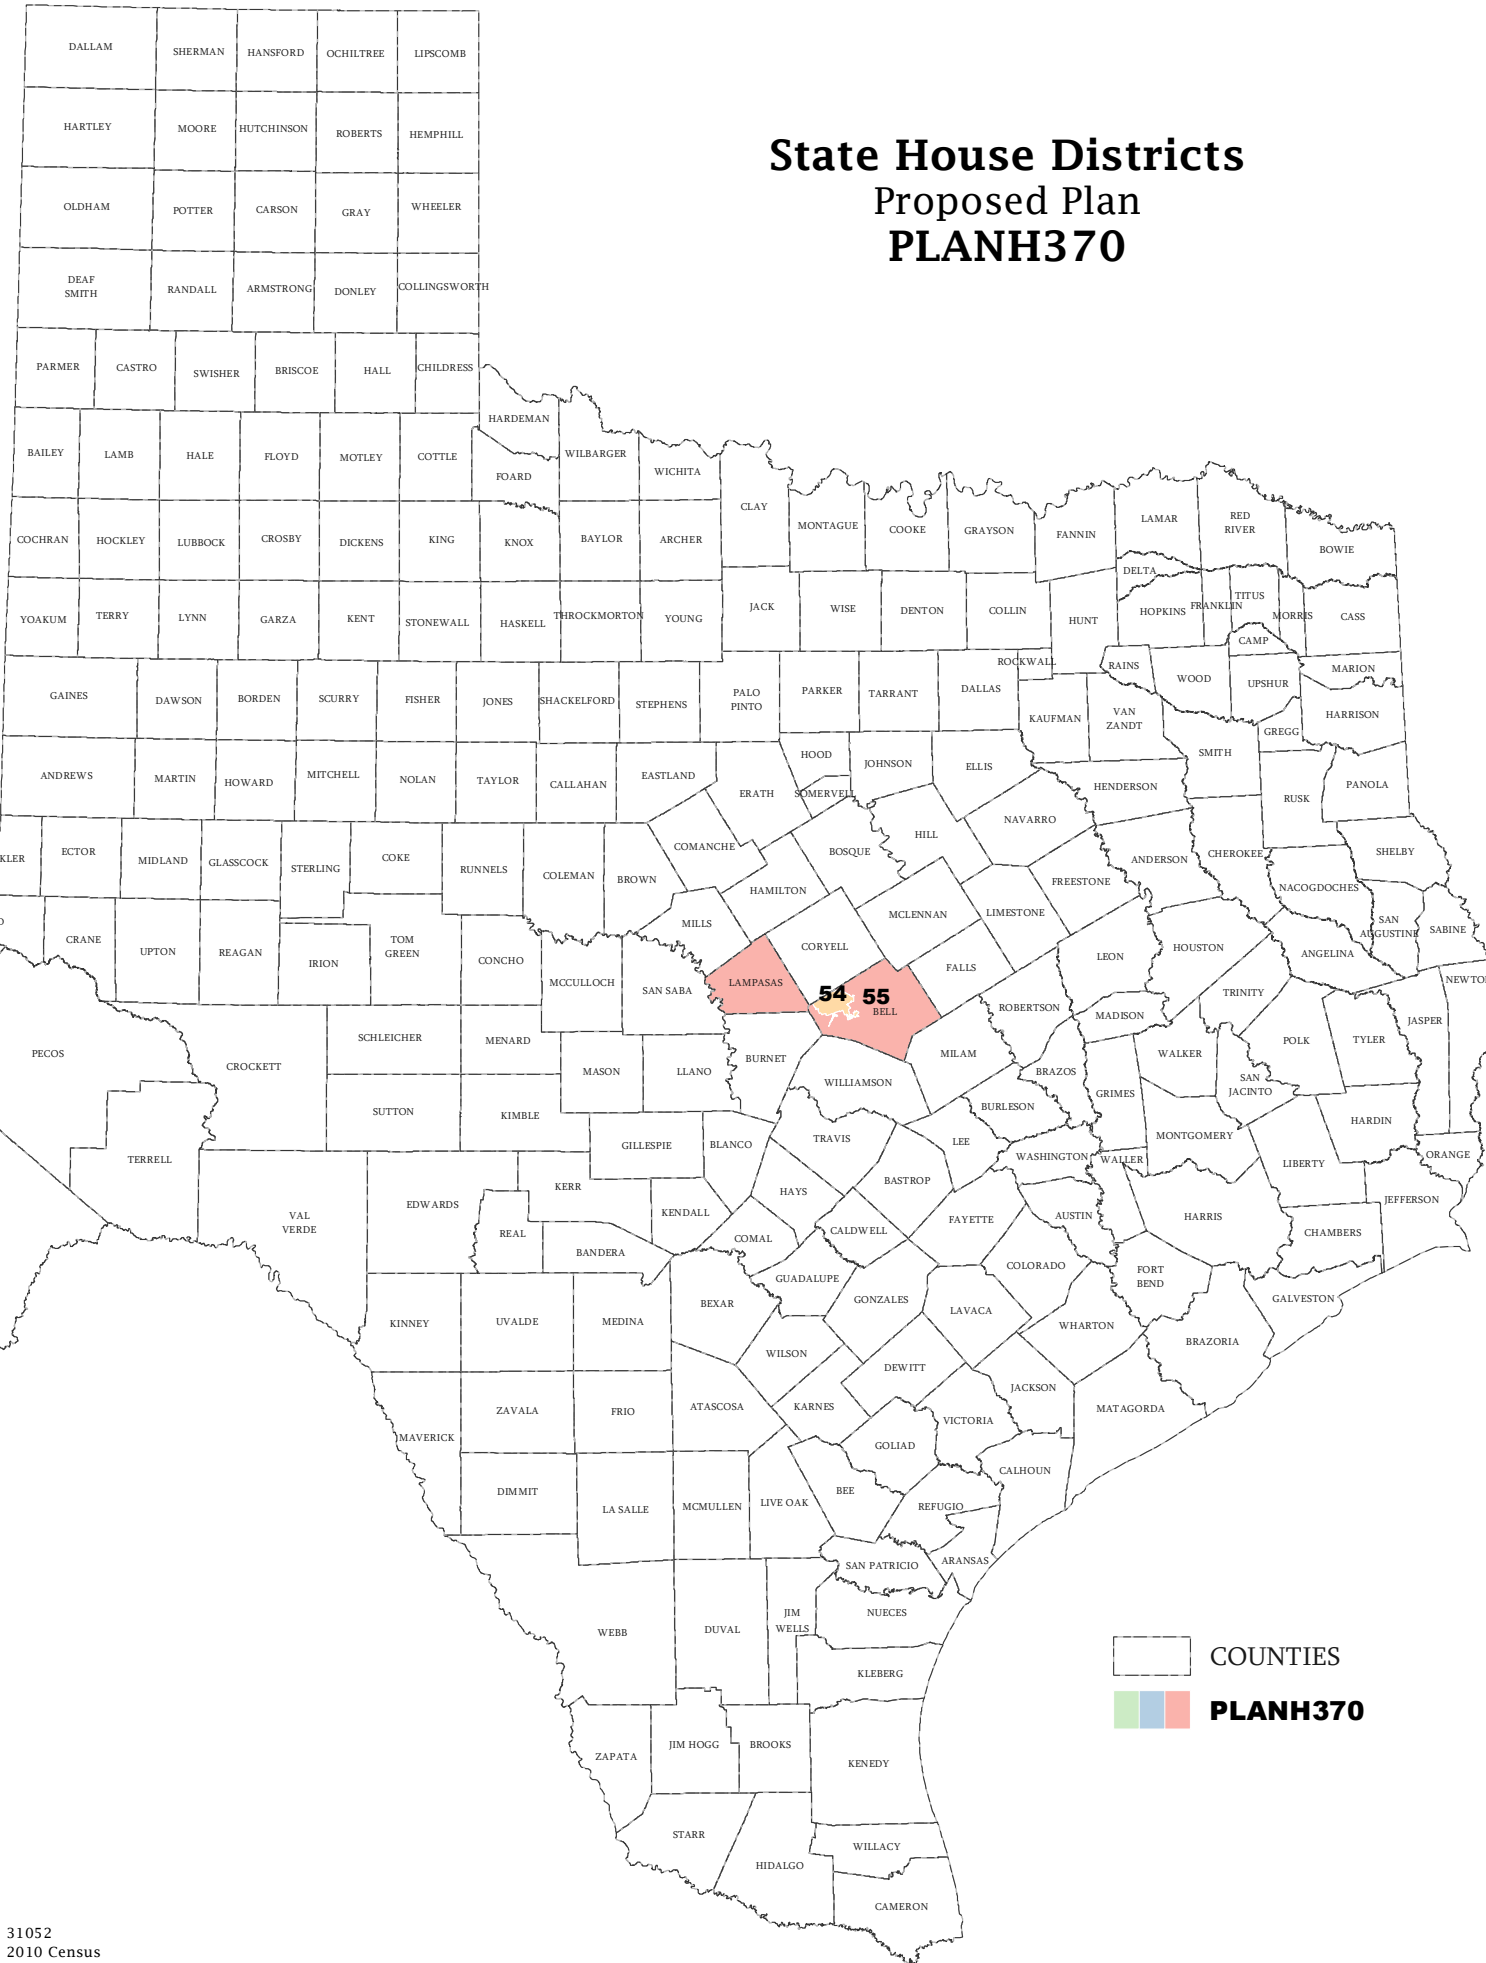 State House Districts
Proposed Plan
PLANH370
DALLAM
SHERMAN
HANSFORD
OCHILTREE
LIPSCOMB
HARTLEY
MOORE
HUTCHINSON
ROBERTS
HEMPHILL
OLDHAM
POTTER
CARSON
GRAY
WHEELER
DEAF
SMITH
RANDALL
ARMSTRONG
DONLEY
COLLINGSWORTH
PARMER
CASTRO
SWISHER
BRISCOE
HALL
CHILDRESS
HARDEMAN
BAILEY
LAMB
HALE
FLOYD
MOTLEY
COTTLE
FOARD
WILBARGER
WICHITA
CLAY
MONTAGUE
COOKE
GRAYSON
FANNIN
LAMAR
RED
RIVER
BOWIE
COCHRAN
HOCKLEY
LUBBOCK
CROSBY
DICKENS
KING
KNOX
BAYLOR
ARCHER
DELTA
YOAKUM
TERRY
LYNN
GARZA
KENT
STONEWALL
HASKELL
THROCKMORTON
YOUNG
JACK
WISE
DENTON
COLLIN
HUNT
HOPKINS
FRANKLIN
TITUS
MORRIS
CASS
CAMP
ROCKWALL
RAINS
WOOD
UPSHUR
MARION
GAINES
DAWSON
BORDEN
SCURRY
FISHER
JONES
SHACKELFORD
STEPHENS
PALO
PINTO
PARKER
TARRANT
DALLAS
KAUFMAN
VAN
ZANDT
GREGG
HARRISON
SMITH
ANDREWS
MARTIN
HOWARD
MITCHELL
NOLAN
TAYLOR
CALLAHAN
EASTLAND
ERATH
HOOD
SOMERVELL
JOHNSON
ELLIS
HENDERSON
RUSK
PANOLA
KLER
ECTOR
MIDLAND
GLASSCOCK
STERLING
COKE
RUNNELS
COLEMAN
BROWN
COMANCHE
HAMILTON
BOSQUE
HILL
NAVARRO
FREESTONE
ANDERSON
CHEROKEE
NACOGDOCHES
SHELBY
SAN
AUGUSTINE
SABINE
CRANE
UPTON
REAGAN
IRION
TOM
GREEN
CONCHO
MCCULLOCH
SAN SABA
MILLS
LAMPASAS
CORYELL
MCLENNAN
LIMESTONE
FALLS
LEON
HOUSTON
ANGELINA
NEWTO
54
55
BELL
ROBERTSON
MADISON
TRINITY
POLK
TYLER
JASPER
PECOS
CROCKETT
SCHLEICHER
MENARD
MASON
LLANO
BURNET
WILLIAMSON
MILAM
BRAZOS
GRIMES
WALKER
SAN
JACINTO
HARDIN
TERRELL
SUTTON
KIMBLE
GILLESPIE
BLANCO
TRAVIS
LEE
BURLESON
WASHINGTON
WALLER
MONTGOMERY
LIBERTY
ORANGE
JEFFERSON
VAL
VERDE
EDWARDS
REAL
KERR
KENDALL
BANDERA
COMAL
HAYS
CALDWELL
BASTROP
FAYETTE
AUSTIN
HARRIS
CHAMBERS
KINNEY
UVALDE
MEDINA
BEXAR
GUADALUPE
GONZALES
LAVACA
COLORADO
FORT
BEND
GALVESTON
WHARTON
BRAZORIA
WILSON
DEWITT
JACKSON
MATAGORDA
MAVERICK
ZAVALA
FRIO
ATASCOSA
KARNES
GOLIAD
VICTORIA
CALHOUN
DIMMIT
LA SALLE
MCMULLEN
LIVE OAK
BEE
REFUGIO
ARANSAS
SAN PATRICIO
WEBB
DUVAL
JIM
WELLS
NUECES
KLEBERG
ZAPATA
JIM HOGG
BROOKS
KENEDY
STARR
HIDALGO
WILLACY
CAMERON
COUNTIES
PLANH370
31052
2010 Census